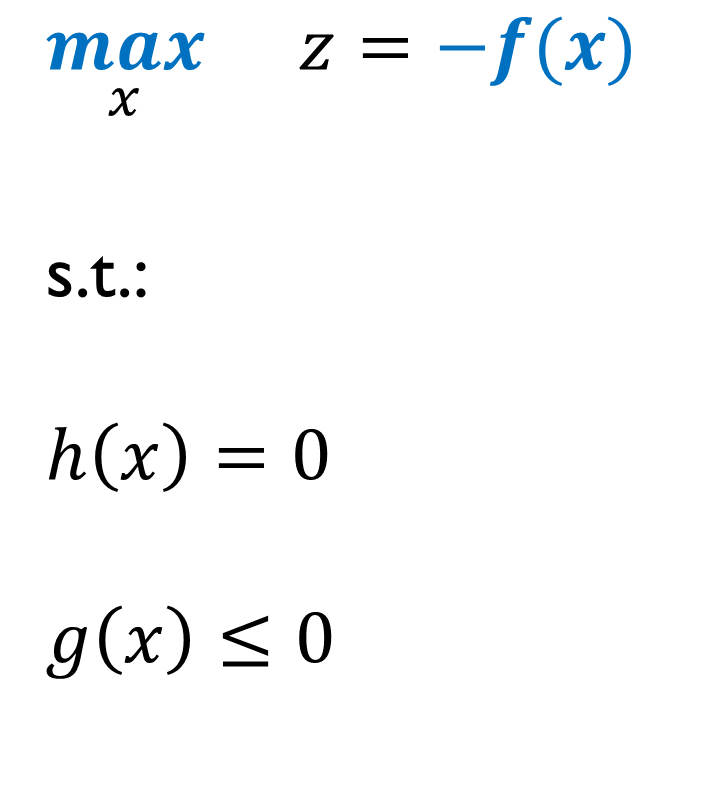 max z = −f(x)
x
s.t.:
h(x) = 0
g(x) ≤ 0